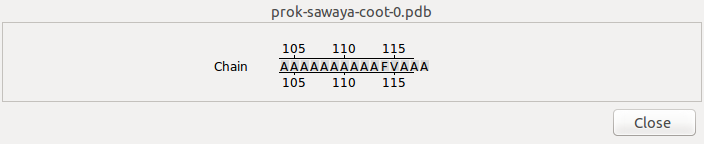 prok-sawaya-coot-0.pdb
105 110 115
Chain AAAAAAAAAAFVAAA
105 110 115
Close